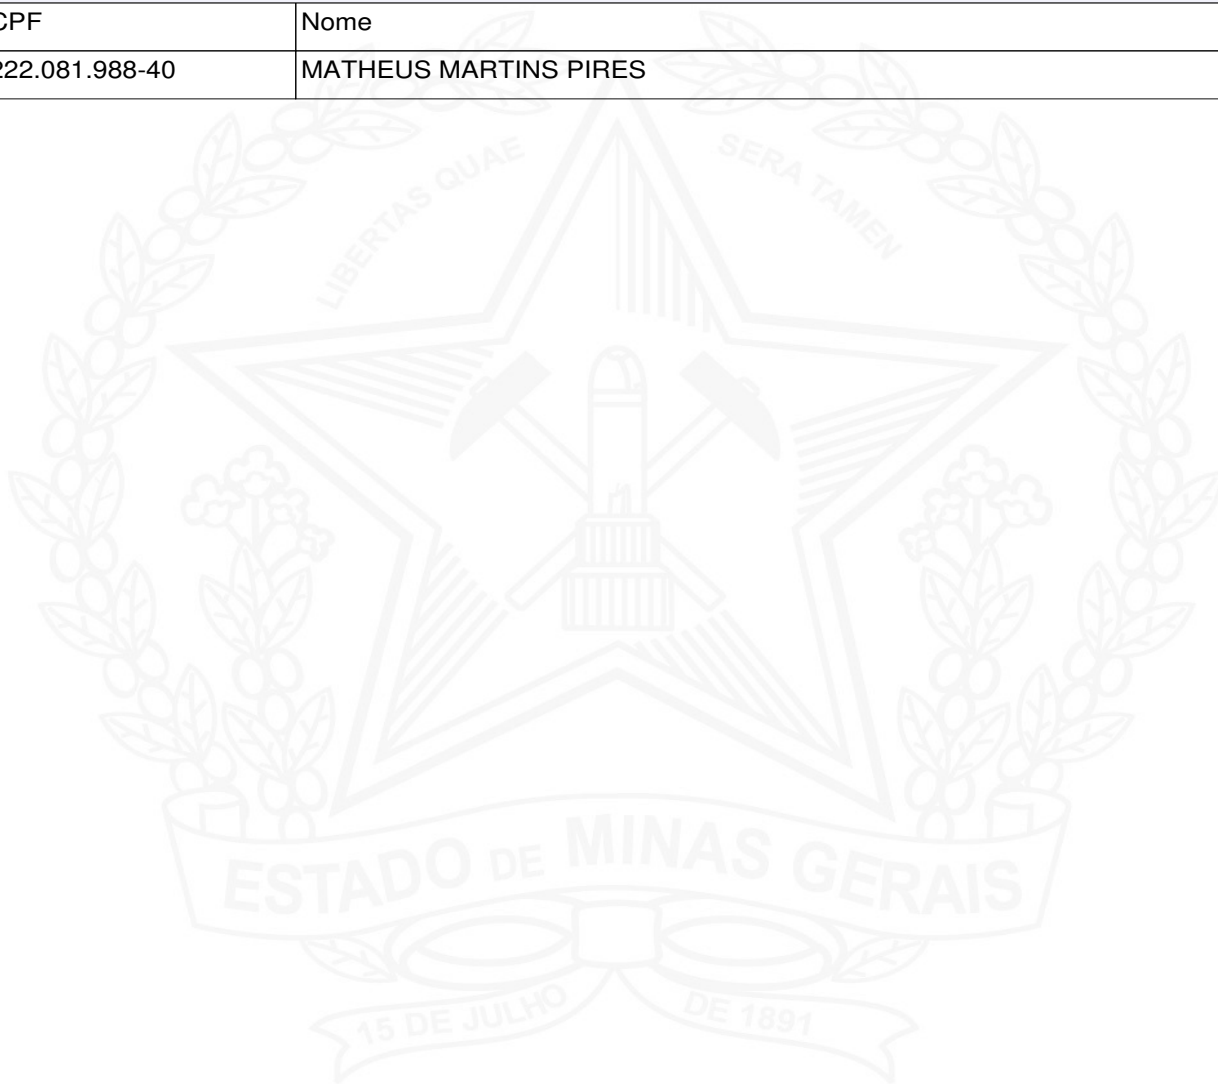 CPF Nome
222.081.988-40 MATHEUS MARTINS PIRES
LIBERTAS QUAE SERA TAMEN
ESTADO DE MINAS GERAIS
15 DE JULHO DE 1891